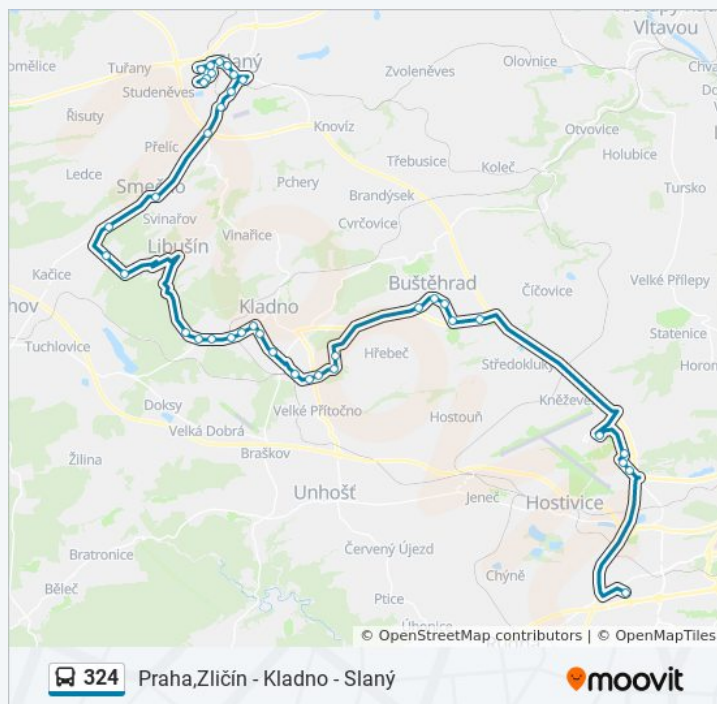 Vltavou
omělice
Tuřany
Slaný
Zvoleněves
Olovnice
Studeněves
Řisuty
Knovíz
Otvovice
Přelíc
Třebusice
Koleč
Holubice
Ledce
Smečno
Pchery
Brandýsek
Tursko
Svinařov
Cvrčovice
Libušín
Vinařice
Kačice
Buštěhrad
Velké Přílepy
hov
Kladno
Číčovice
Statenice
Tuchlovice
Hřebeč
Středokluky
Horom
Doksy
Velké Přítočno
Kněževes
Hostouň
Velká Dobrá
Žilina
Braškov
Unhošť
Jeneč
Hostivice
Bratronice
Červený Újezd
Chýně
Běleč
Ptice
Úhonice
© OpenStreetMap contributors | © OpenMapTiles
324 Praha,Zličín - Kladno - Slaný
moovit